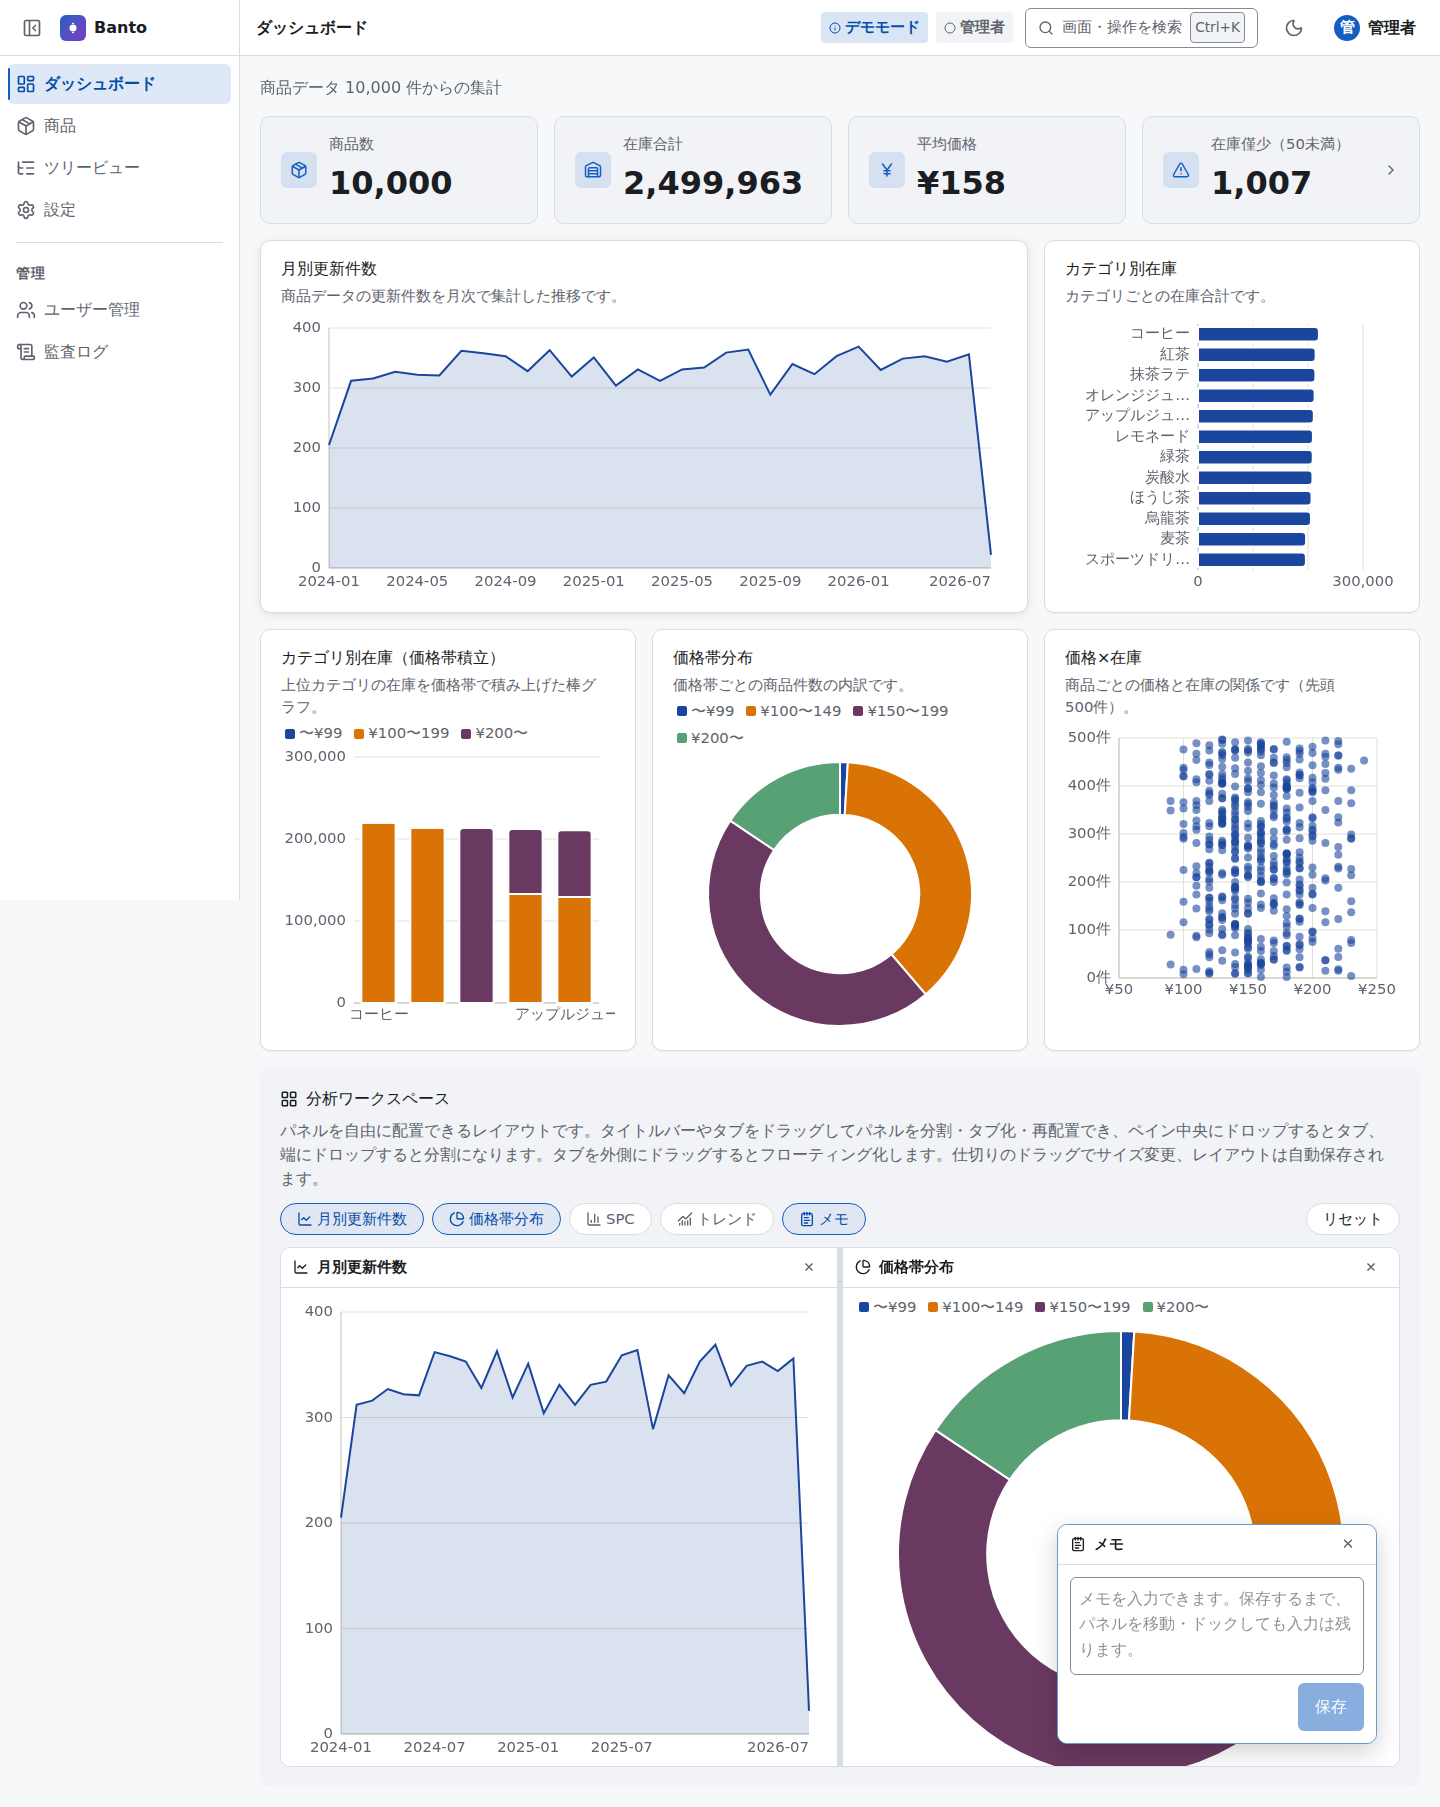 Banto
ダッシュボード
デモモード
管理者
画面・操作を検索
Ctrl+K
管
管理者
ダッシュボード
商品
ツリービュー
設定
管理
ユーザー管理
監査ログ
商品データ 10,000 件からの集計
商品数
10,000
在庫合計
2,499,963
平均価格
¥158
在庫僅少（50未満）
1,007
月別更新件数
商品データの更新件数を月次で集計した推移です。
400
300
200
100
0
2024-01 2024-05 2024-09 2025-01 2025-05 2025-09 2026-01 2026-07
カテゴリ別在庫
カテゴリごとの在庫合計です。
コーヒー
紅茶
抹茶ラテ
オレンジジュ…
アップルジュ…
レモネード
緑茶
炭酸水
ほうじ茶
烏龍茶
麦茶
スポーツドリ…
0 300,000
カテゴリ別在庫（価格帯積立）
上位カテゴリの在庫を価格帯で積み上げた棒グ
ラフ。
〜¥99 ¥100〜199 ¥200〜
300,000
200,000
100,000
0
コーヒー アップルジュー
価格帯分布
価格帯ごとの商品件数の内訳です。
〜¥99 ¥100〜149 ¥150〜199
¥200〜
価格×在庫
商品ごとの価格と在庫の関係です（先頭
500件）。
500件
400件
300件
200件
100件
0件
¥50 ¥100 ¥150 ¥200 ¥250
分析ワークスペース
パネルを自由に配置できるレイアウトです。タイトルバーやタブをドラッグしてパネルを分割・タブ化・再配置でき、ペイン中央にドロップするとタブ、
端にドロップすると分割になります。タブを外側にドラッグするとフローティング化します。仕切りのドラッグでサイズ変更、レイアウトは自動保存され
ます。
月別更新件数
価格帯分布
SPC
トレンド
メモ
リセット
月別更新件数
400
300
200
100
0
2024-01 2024-07 2025-01 2025-07 2026-07
価格帯分布
〜¥99 ¥100〜149 ¥150〜199 ¥200〜
メモ
メモを入力できます。保存するまで、
パネルを移動・ドックしても入力は残
ります。
保存